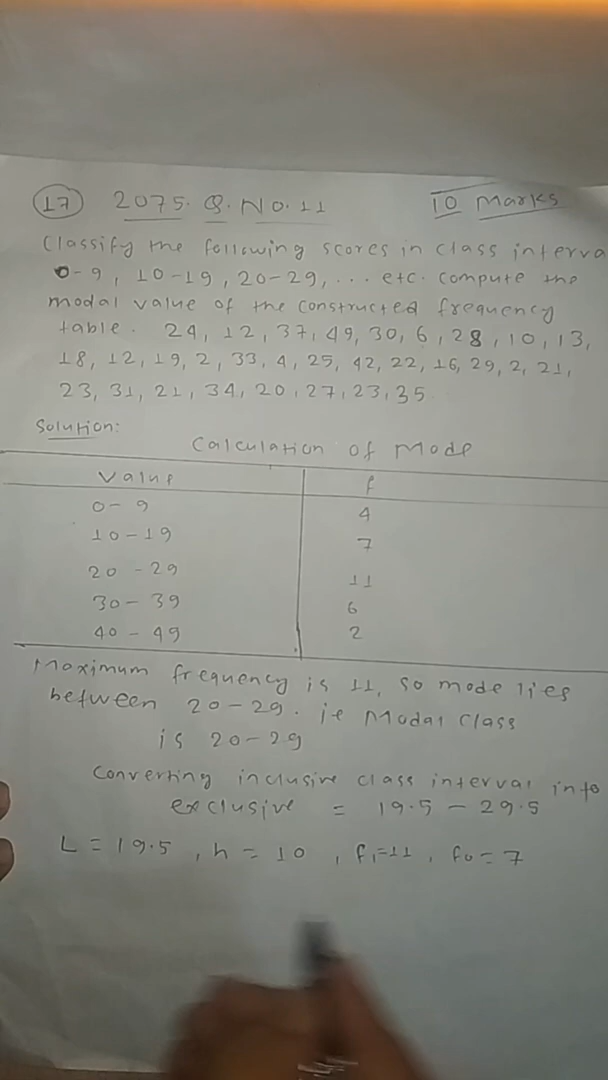 17 2075. Q. NO. 11 10 Marks
Classify the following scores in class interva
0-9, 10-19, 20-29, ... etc. compute the
modal value of the constructed frequency
table. 24, 12, 37, 49, 30, 6, 28, 10, 13,
18, 12, 19, 2, 33, 4, 25, 42, 22, 16, 29, 2, 21,
23, 31, 21, 34, 20, 27, 23, 35.
Solution:
Calculation of Mode
Value f
0-9 4
10-19 7
20-29 11
30-39 6
40-49 2
Maximum frequency is 11, so mode lies
between 20-29. ie Modal class
is 20-29
Converting inclusive class interval into
exclusive = 19.5-29.5
L = 19.5, h = 10, f₁=11, f₀ = 7